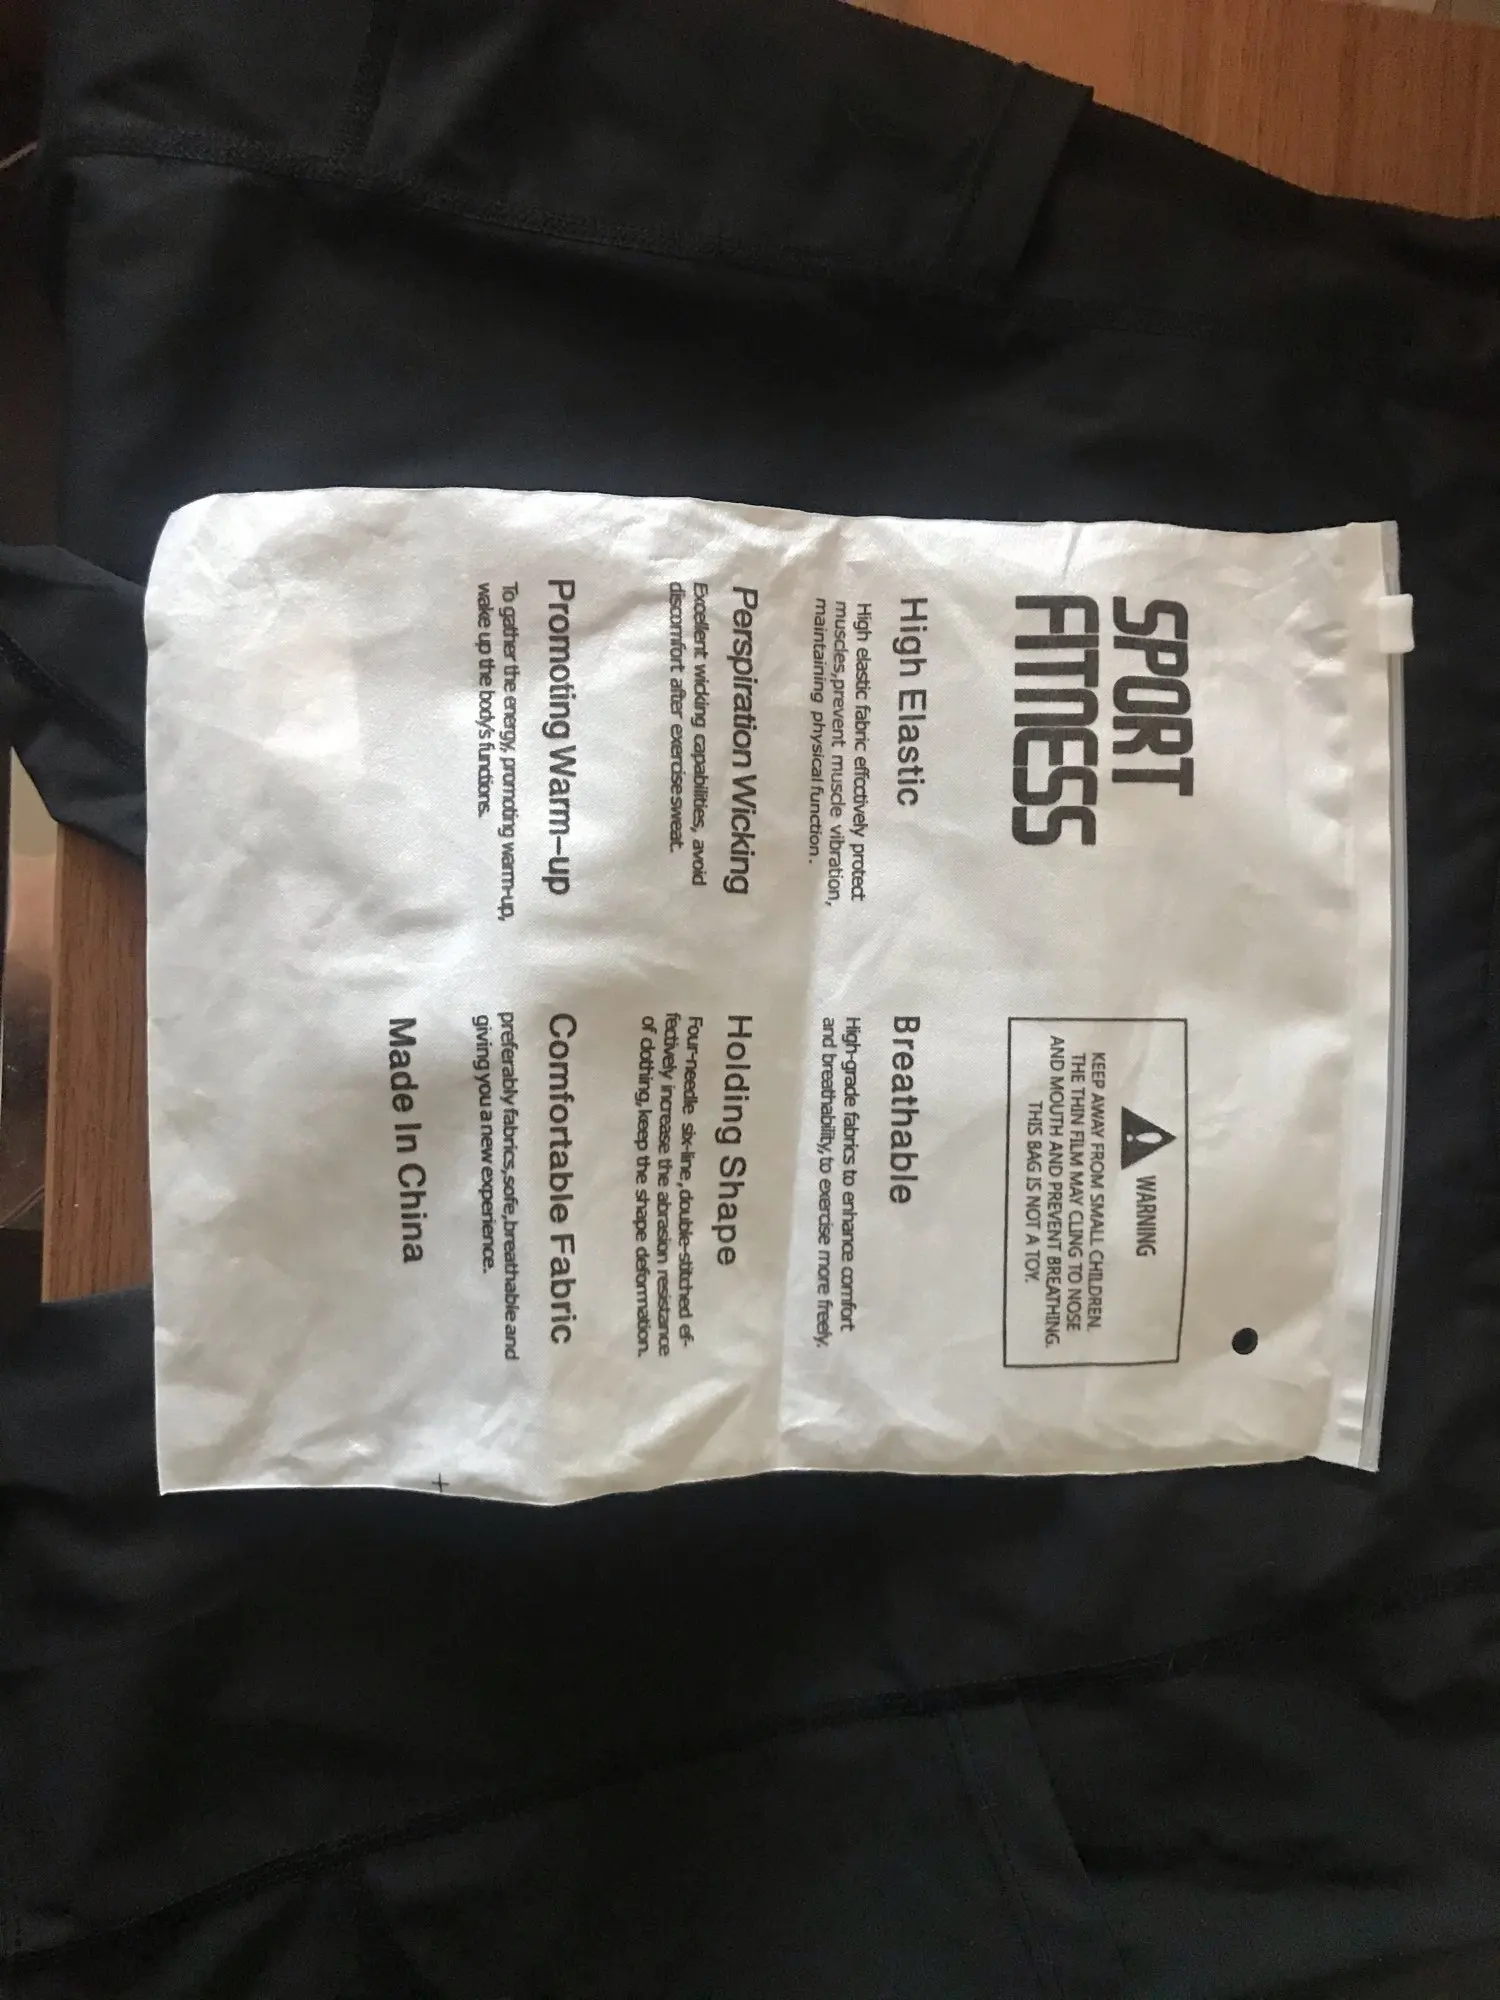 SPORT
FITNESS
WARNING
KEEP AWAY FROM SMALL CHILDREN.
THE THIN FILM MAY CLING TO NOSE
AND MOUTH AND PREVENT BREATHING.
THIS BAG IS NOT A TOY.
High Elastic
High elastic fabric effcctively protect
muscles,prevent muscle vibration,
maintaining physical function.
Breathable
High-grade fabrics to enhance comfort
and breathability, to exercise more freely.
Perspiration Wicking
Excellent wicking capabilities, avoid
discomfort after exercise sweat.
Holding Shape
Four-needle six-line, double-stitched ef-
fectively increase the abrasion resistance
of clothing, keep the shape deformation.
Promoting Warm-up
To gather the energy, promoting warm-up,
wake up the body's functions.
Comfortable Fabric
preferably fabrics, sofe, breathable and
giving you a new experience.
Made In China